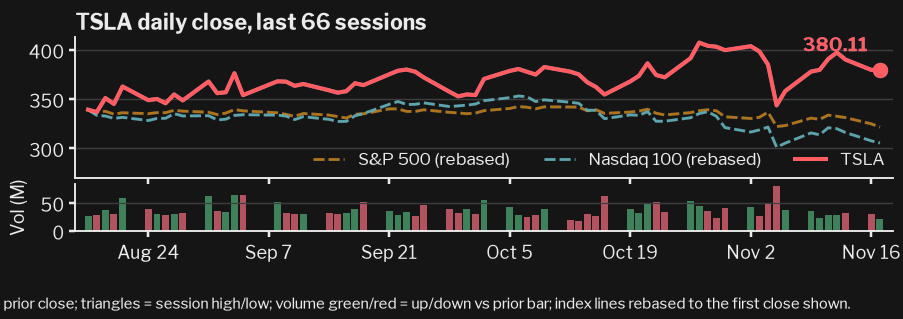 TSLA daily close, last 66 sessions
400
380.11
350
300
S&P 500 (rebased)
Nasdaq 100 (rebased)
TSLA
Vol (M)
50
0
Aug 24
Sep 7
Sep 21
Oct 5
Oct 19
Nov 2
Nov 16
prior close; triangles = session high/low; volume green/red = up/down vs prior bar; index lines rebased to the first close shown.